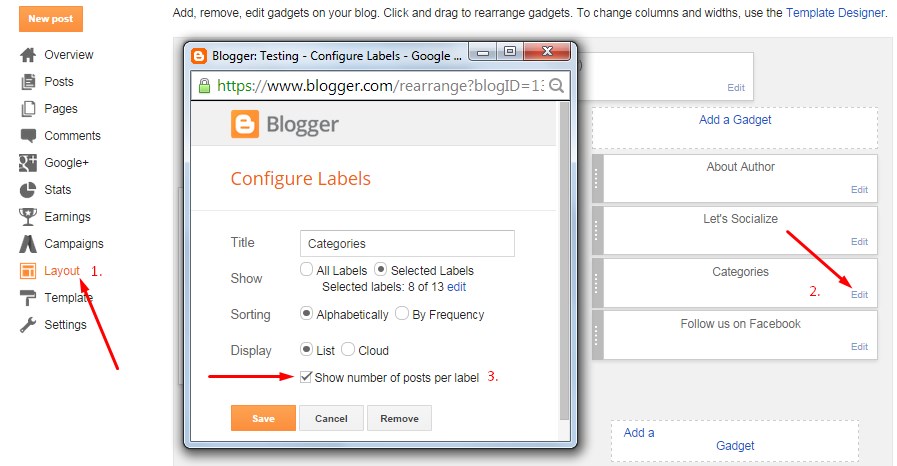 New post
Add, remove, edit gadgets on your blog. Click and drag to rearrange gadgets. To change columns and widths, use the Template Designer.
Overview
Posts
Pages
Comments
Google+
Stats
Earnings
Campaigns
Layout 1.
Template
Settings
Blogger: Testing - Configure Labels - Google ...
https://www.blogger.com/rearrange?blogID=13
Blogger
Configure Labels
Title Categories
Show All Labels Selected Labels
Selected labels: 8 of 13 edit
Sorting Alphabetically By Frequency
Display List Cloud
Show number of posts per label 3.
Save Cancel Remove
)
Edit
Add a Gadget
About Author
Edit
Let's Socialize
Edit
Categories
2. Edit
Follow us on Facebook
Edit
Add a
Gadget